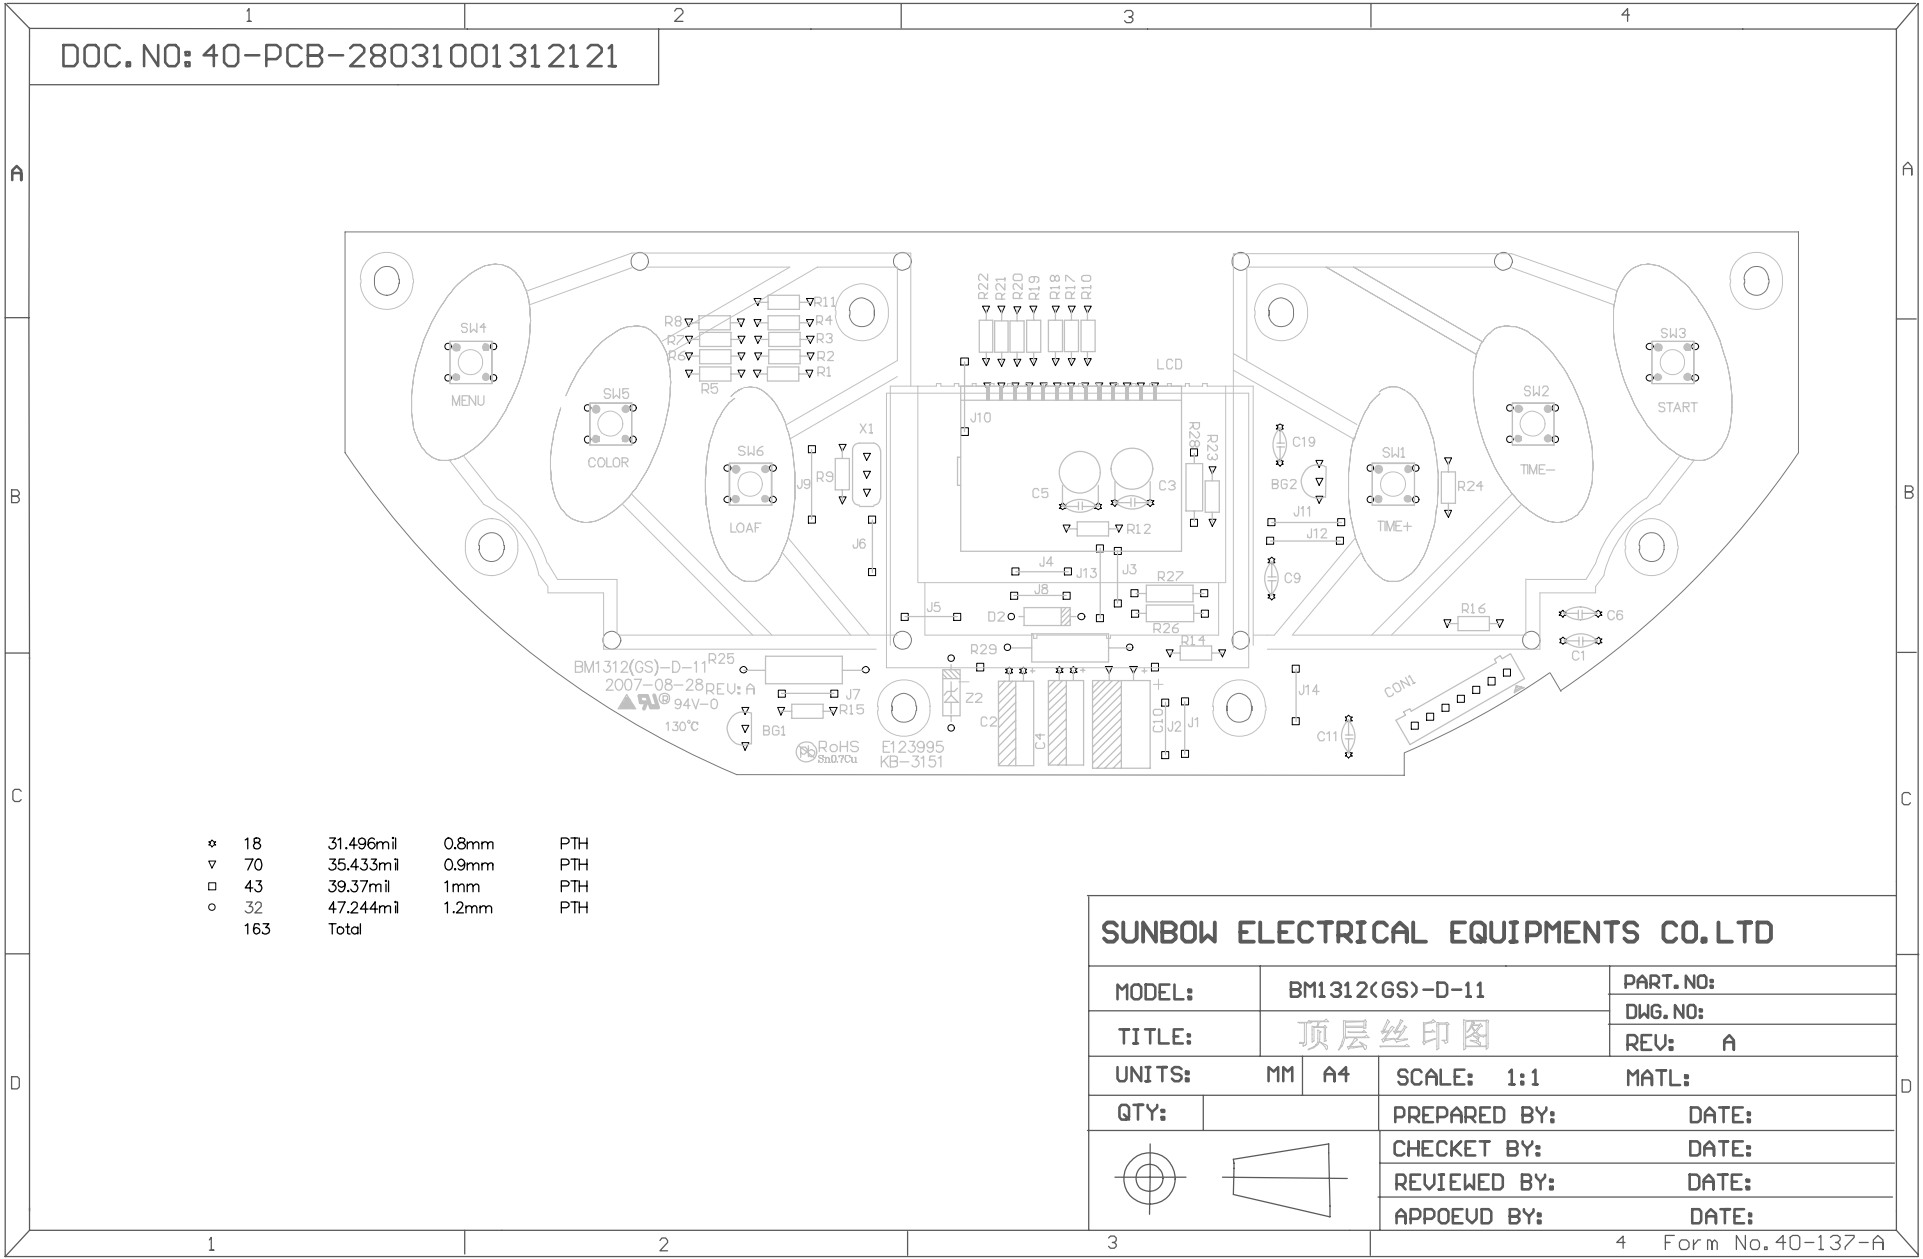 1 2 3 4
DOC. NO: 40-PCB-28031001312121
A A
R22 R21 R20 R19 R18 R17 R10
R11
R8 R4
R7 R3
R6 R2
R5 R1
SW4
MENU
SW5
COLOR
SW6
LOAF
X1
J9 R9
J6
LCD
J10
C5 C3
R28 R23
R12
C19
BG2
J11
J12
SW1
TIME+
R24
SW2
TIME-
SW3
START
B B
J4 J13 J3
J8 R27
J5 D2 R26
C9
R16 C6
C1
R29 R14
BM1312(GS)-D-11 R25
2007-08-28 REV: A
94V-0
130℃
J7
R15
BG1
Z2
C2 C4 C10 J2 J1
J14
CON1
C11
Pb RoHS
Sn0.7Cu
E123995
KB-3151
C C
18 31.496mil 0.8mm PTH
70 35.433mil 0.9mm PTH
43 39.37mil 1mm PTH
32 47.244mil 1.2mm PTH
163 Total
SUNBOW ELECTRICAL EQUIPMENTS CO.LTD
MODEL: BM1312(GS)-D-11 PART. NO:
DWG. NO:
TITLE: 顶层丝印图 REV: A
UNITS: MM A4 SCALE: 1:1 MATL:
D D
QTY: PREPARED BY: DATE:
CHECKET BY: DATE:
REVIEWED BY: DATE:
APPOEVD BY: DATE:
1 2 3 4 Form No. 40-137-A